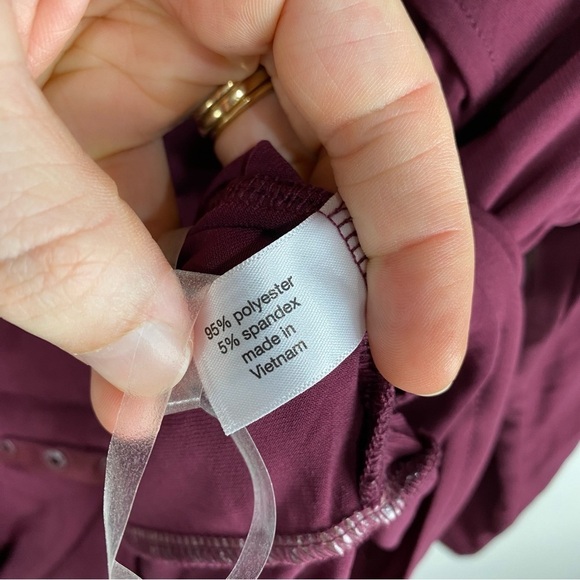 95% polyester
5% spandex
made in
Vietnam